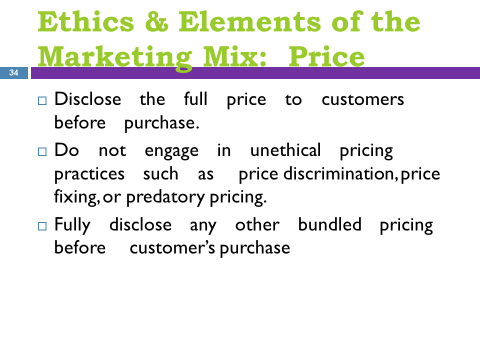 Ethics & Elements of the
Marketing Mix: Price
34
Disclose the full price to customers
before purchase.
Do not engage in unethical pricing
practices such as price discrimination, price
fixing, or predatory pricing.
Fully disclose any other bundled pricing
before customer's purchase